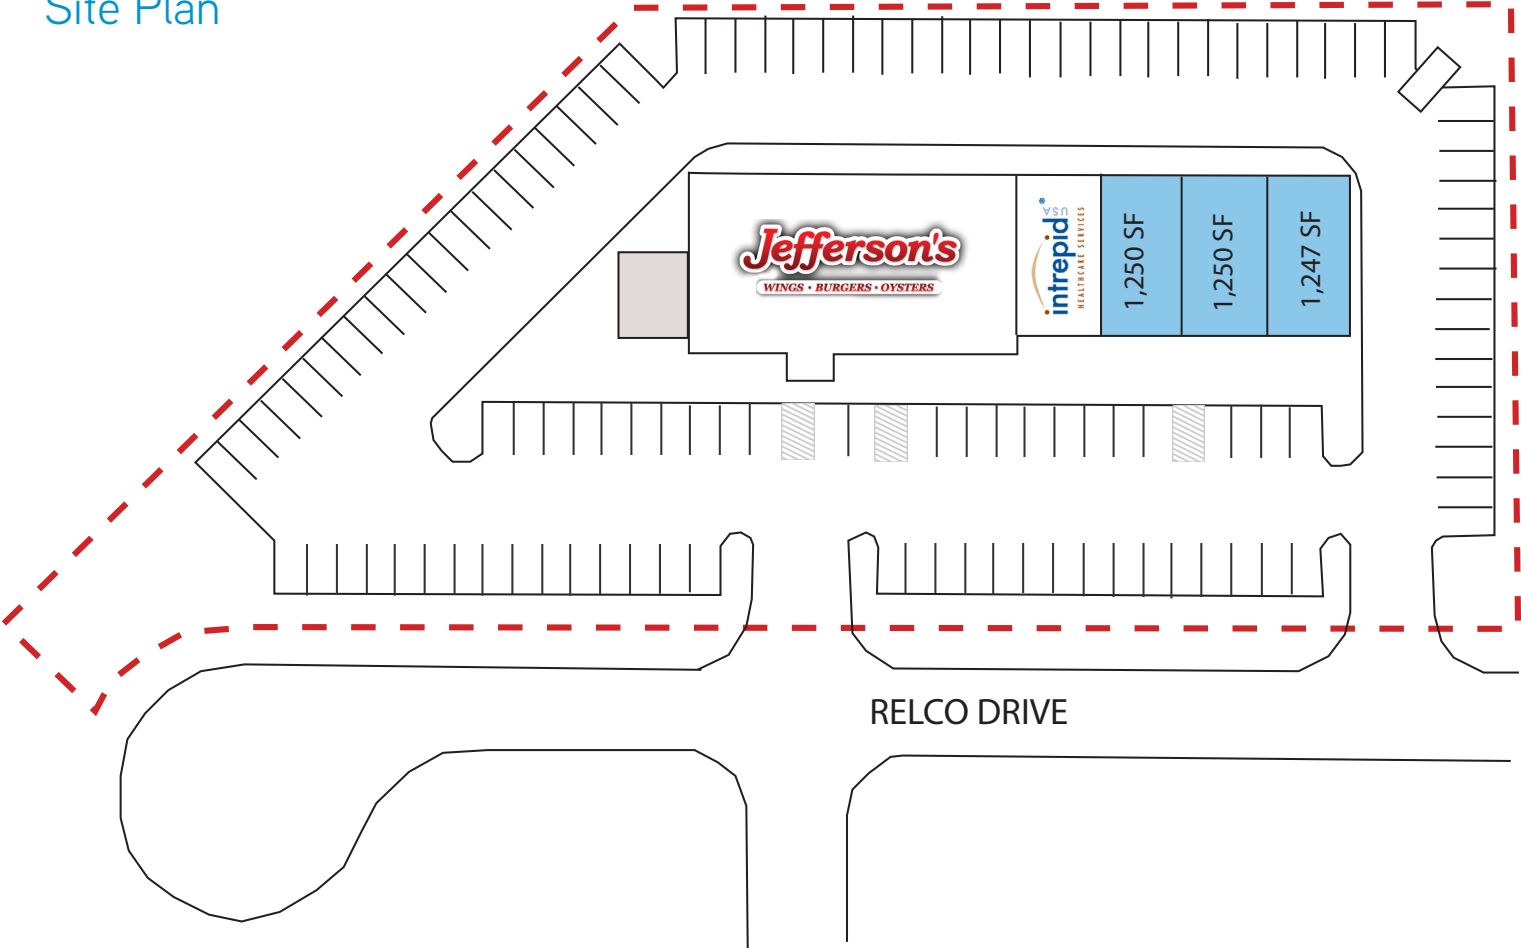 Site Plan
Jefferson's
WINGS • BURGERS • OYSTERS
intrepid®
USA
HEALTHCARE SERVICES
1,250 SF
1,250 SF
1,247 SF
RELCO DRIVE